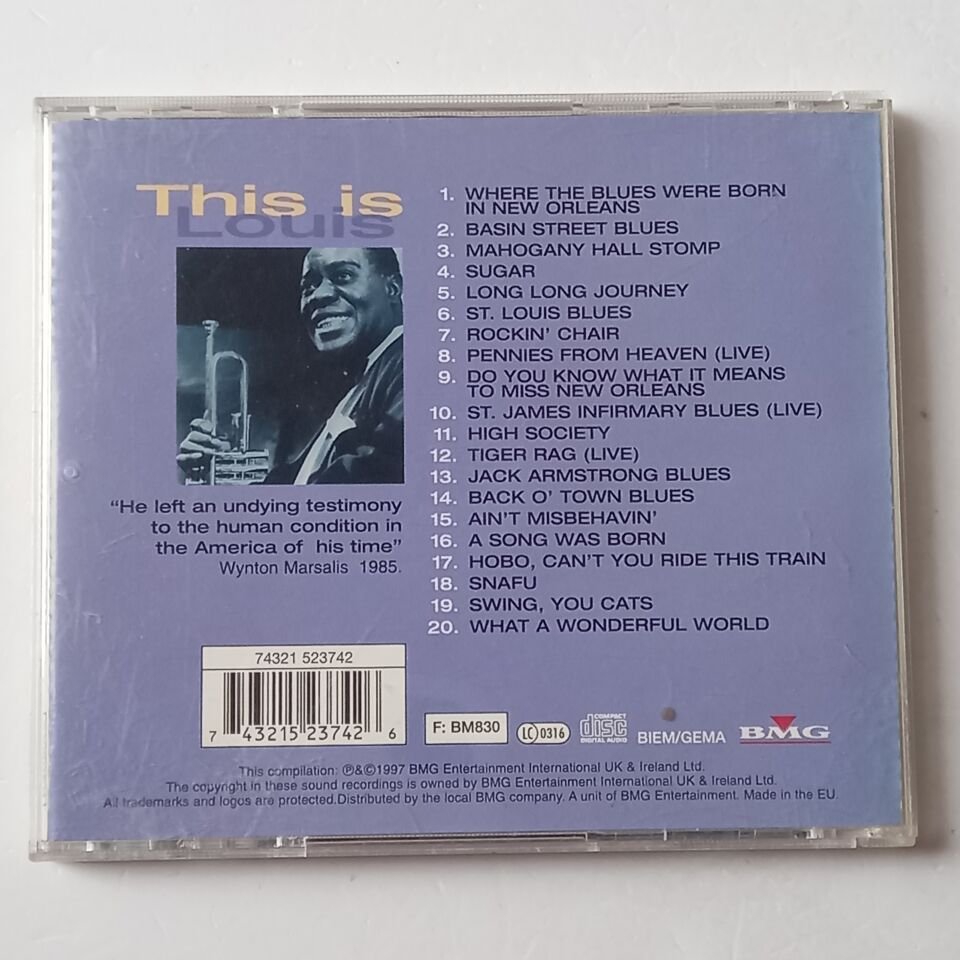 This is
Louis
"He left an undying testimony
to the human condition in
the America of his time"
Wynton Marsalis 1985.
1. WHERE THE BLUES WERE BORN
IN NEW ORLEANS
2. BASIN STREET BLUES
3. MAHOGANY HALL STOMP
4. SUGAR
5. LONG LONG JOURNEY
6. ST. LOUIS BLUES
7. ROCKIN' CHAIR
8. PENNIES FROM HEAVEN (LIVE)
9. DO YOU KNOW WHAT IT MEANS
TO MISS NEW ORLEANS
10. ST. JAMES INFIRMARY BLUES (LIVE)
11. HIGH SOCIETY
12. TIGER RAG (LIVE)
13. JACK ARMSTRONG BLUES
14. BACK O' TOWN BLUES
15. AIN'T MISBEHAVIN'
16. A SONG WAS BORN
17. HOBO, CAN'T YOU RIDE THIS TRAIN
18. SNAFU
19. SWING, YOU CATS
20. WHAT A WONDERFUL WORLD
74321 523742
7 43215 23742 6
F: BM830
LC 0316
COMPACT
disc
DIGITAL AUDIO
BIEM/GEMA
BMG
This compilation: ℗&©1997 BMG Entertainment International UK & Ireland Ltd.
The copyright in these sound recordings is owned by BMG Entertainment International UK & Ireland Ltd.
All trademarks and logos are protected.Distributed by the local BMG company. A unit of BMG Entertainment. Made in the EU.